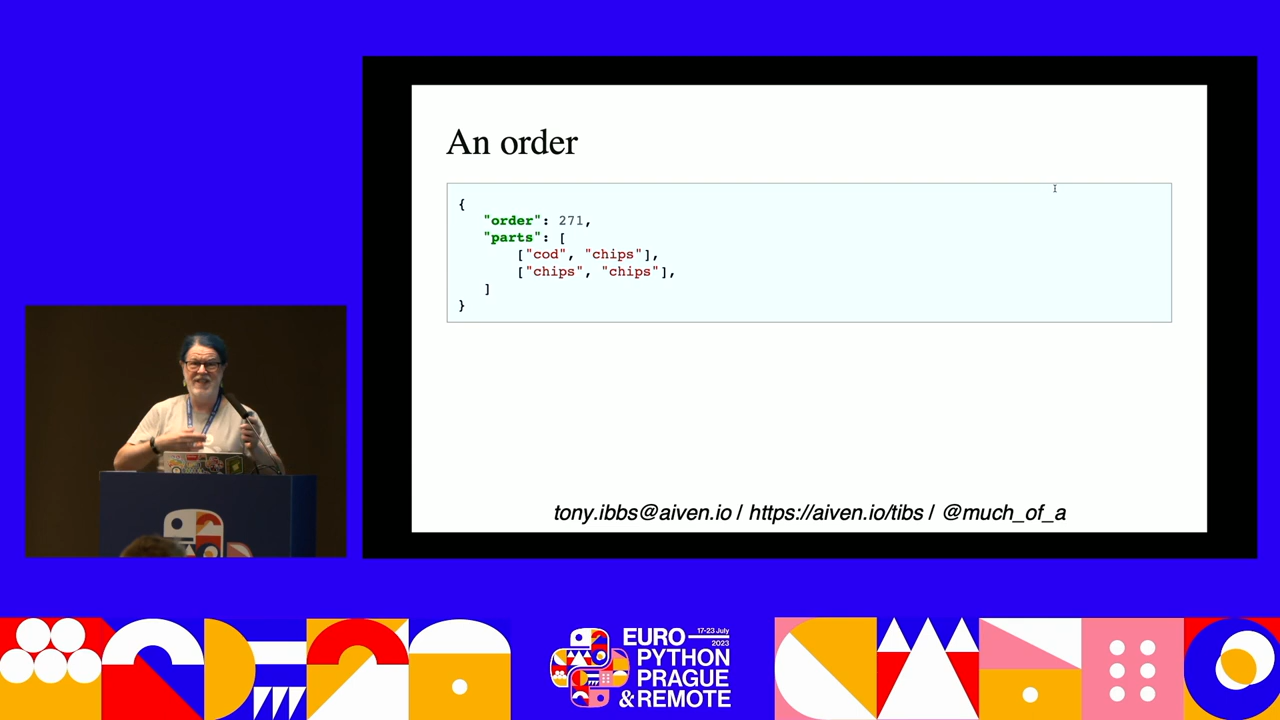 An order
{
"order": 271,
"parts": [
["cod", "chips"],
["chips", "chips"],
]
}
tony.ibbs@aiven.io / https://aiven.io/tibs / @much_of_a
17-23 July
2023
EURO
PYTHON
PRAGUE
& REMOTE